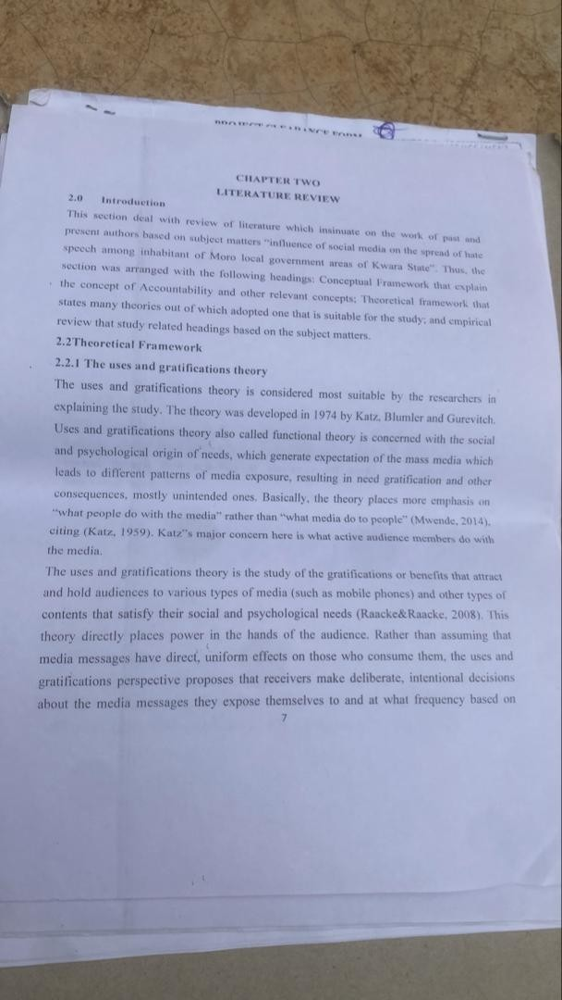 CHAPTER TWO
LITERATURE REVIEW
2.0 Introduction
This section deal with review of literature which insinuate on the work of past and
present authors based on subject matters "influence of social media on the spread of hate
speech among inhabitant of Moro local government areas of Kwara State". Thus, the
section was arranged with the following headings: Conceptual Framework that explain
the concept of Accountability and other relevant concepts; Theoretical framework that
states many theories out of which adopted one that is suitable for the study; and empirical
review that study related headings based on the subject matters.
2.2Theoretical Framework
2.2.1 The uses and gratifications theory
The uses and gratifications theory is considered most suitable by the researchers in
explaining the study. The theory was developed in 1974 by Katz, Blumler and Gurevitch.
Uses and gratifications theory also called functional theory is concerned with the social
and psychological origin of needs, which generate expectation of the mass media which
leads to different patterns of media exposure, resulting in need gratification and other
consequences, mostly unintended ones. Basically, the theory places more emphasis on
"what people do with the media" rather than "what media do to people" (Mwende, 2014),
citing (Katz, 1959). Katz"s major concern here is what active audience members do with
the media.
The uses and gratifications theory is the study of the gratifications or benefits that attract
and hold audiences to various types of media (such as mobile phones) and other types of
contents that satisfy their social and psychological needs (Raacke&Raacke, 2008). This
theory directly places power in the hands of the audience. Rather than assuming that
media messages have direct, uniform effects on those who consume them, the uses and
gratifications perspective proposes that receivers make deliberate, intentional decisions
about the media messages they expose themselves to and at what frequency based on
7